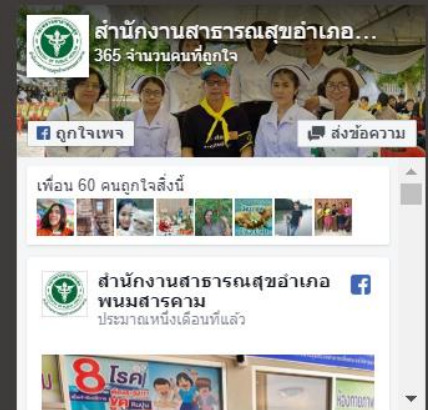 สำนักงานสาธารณสุขอำเภอ...
365 จำนวนคนที่ถูกใจ
ถูกใจเพจ
ส่งข้อความ
เพื่อน 60 คนถูกใจสิ่งนี้
สำนักงานสาธารณสุขอำเภอ
พนมสารคาม
ประมาณหนึ่งเดือนที่แล้ว
8 โรค